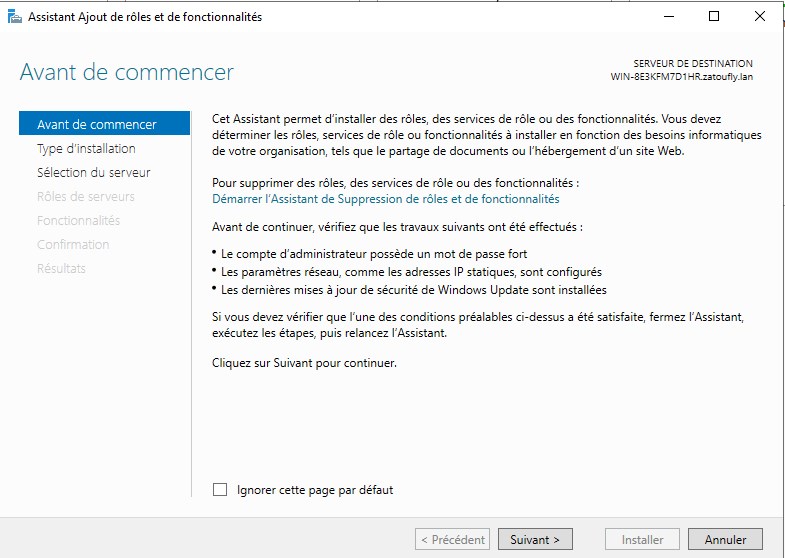 Assistant Ajout de rôles et de fonctionnalités
Avant de commencer
SERVEUR DE DESTINATION
WIN-8E3KFM7D1HR.zatoufly.lan
Avant de commencer
Type d'installation
Sélection du serveur
Rôles de serveurs
Fonctionnalités
Confirmation
Résultats
Cet Assistant permet d'installer des rôles, des services de rôle ou des fonctionnalités. Vous devez
déterminer les rôles, services de rôle ou fonctionnalités à installer en fonction des besoins informatiques
de votre organisation, tels que le partage de documents ou l'hébergement d'un site Web.
Pour supprimer des rôles, des services de rôle ou des fonctionnalités :
Démarrer l'Assistant de Suppression de rôles et de fonctionnalités
Avant de continuer, vérifiez que les travaux suivants ont été effectués :
• Le compte d'administrateur possède un mot de passe fort
• Les paramètres réseau, comme les adresses IP statiques, sont configurés
• Les dernières mises à jour de sécurité de Windows Update sont installées
Si vous devez vérifier que l'une des conditions préalables ci-dessus a été satisfaite, fermez l'Assistant,
exécutez les étapes, puis relancez l'Assistant.
Cliquez sur Suivant pour continuer.
Ignorer cette page par défaut
< Précédent
Suivant >
Installer
Annuler